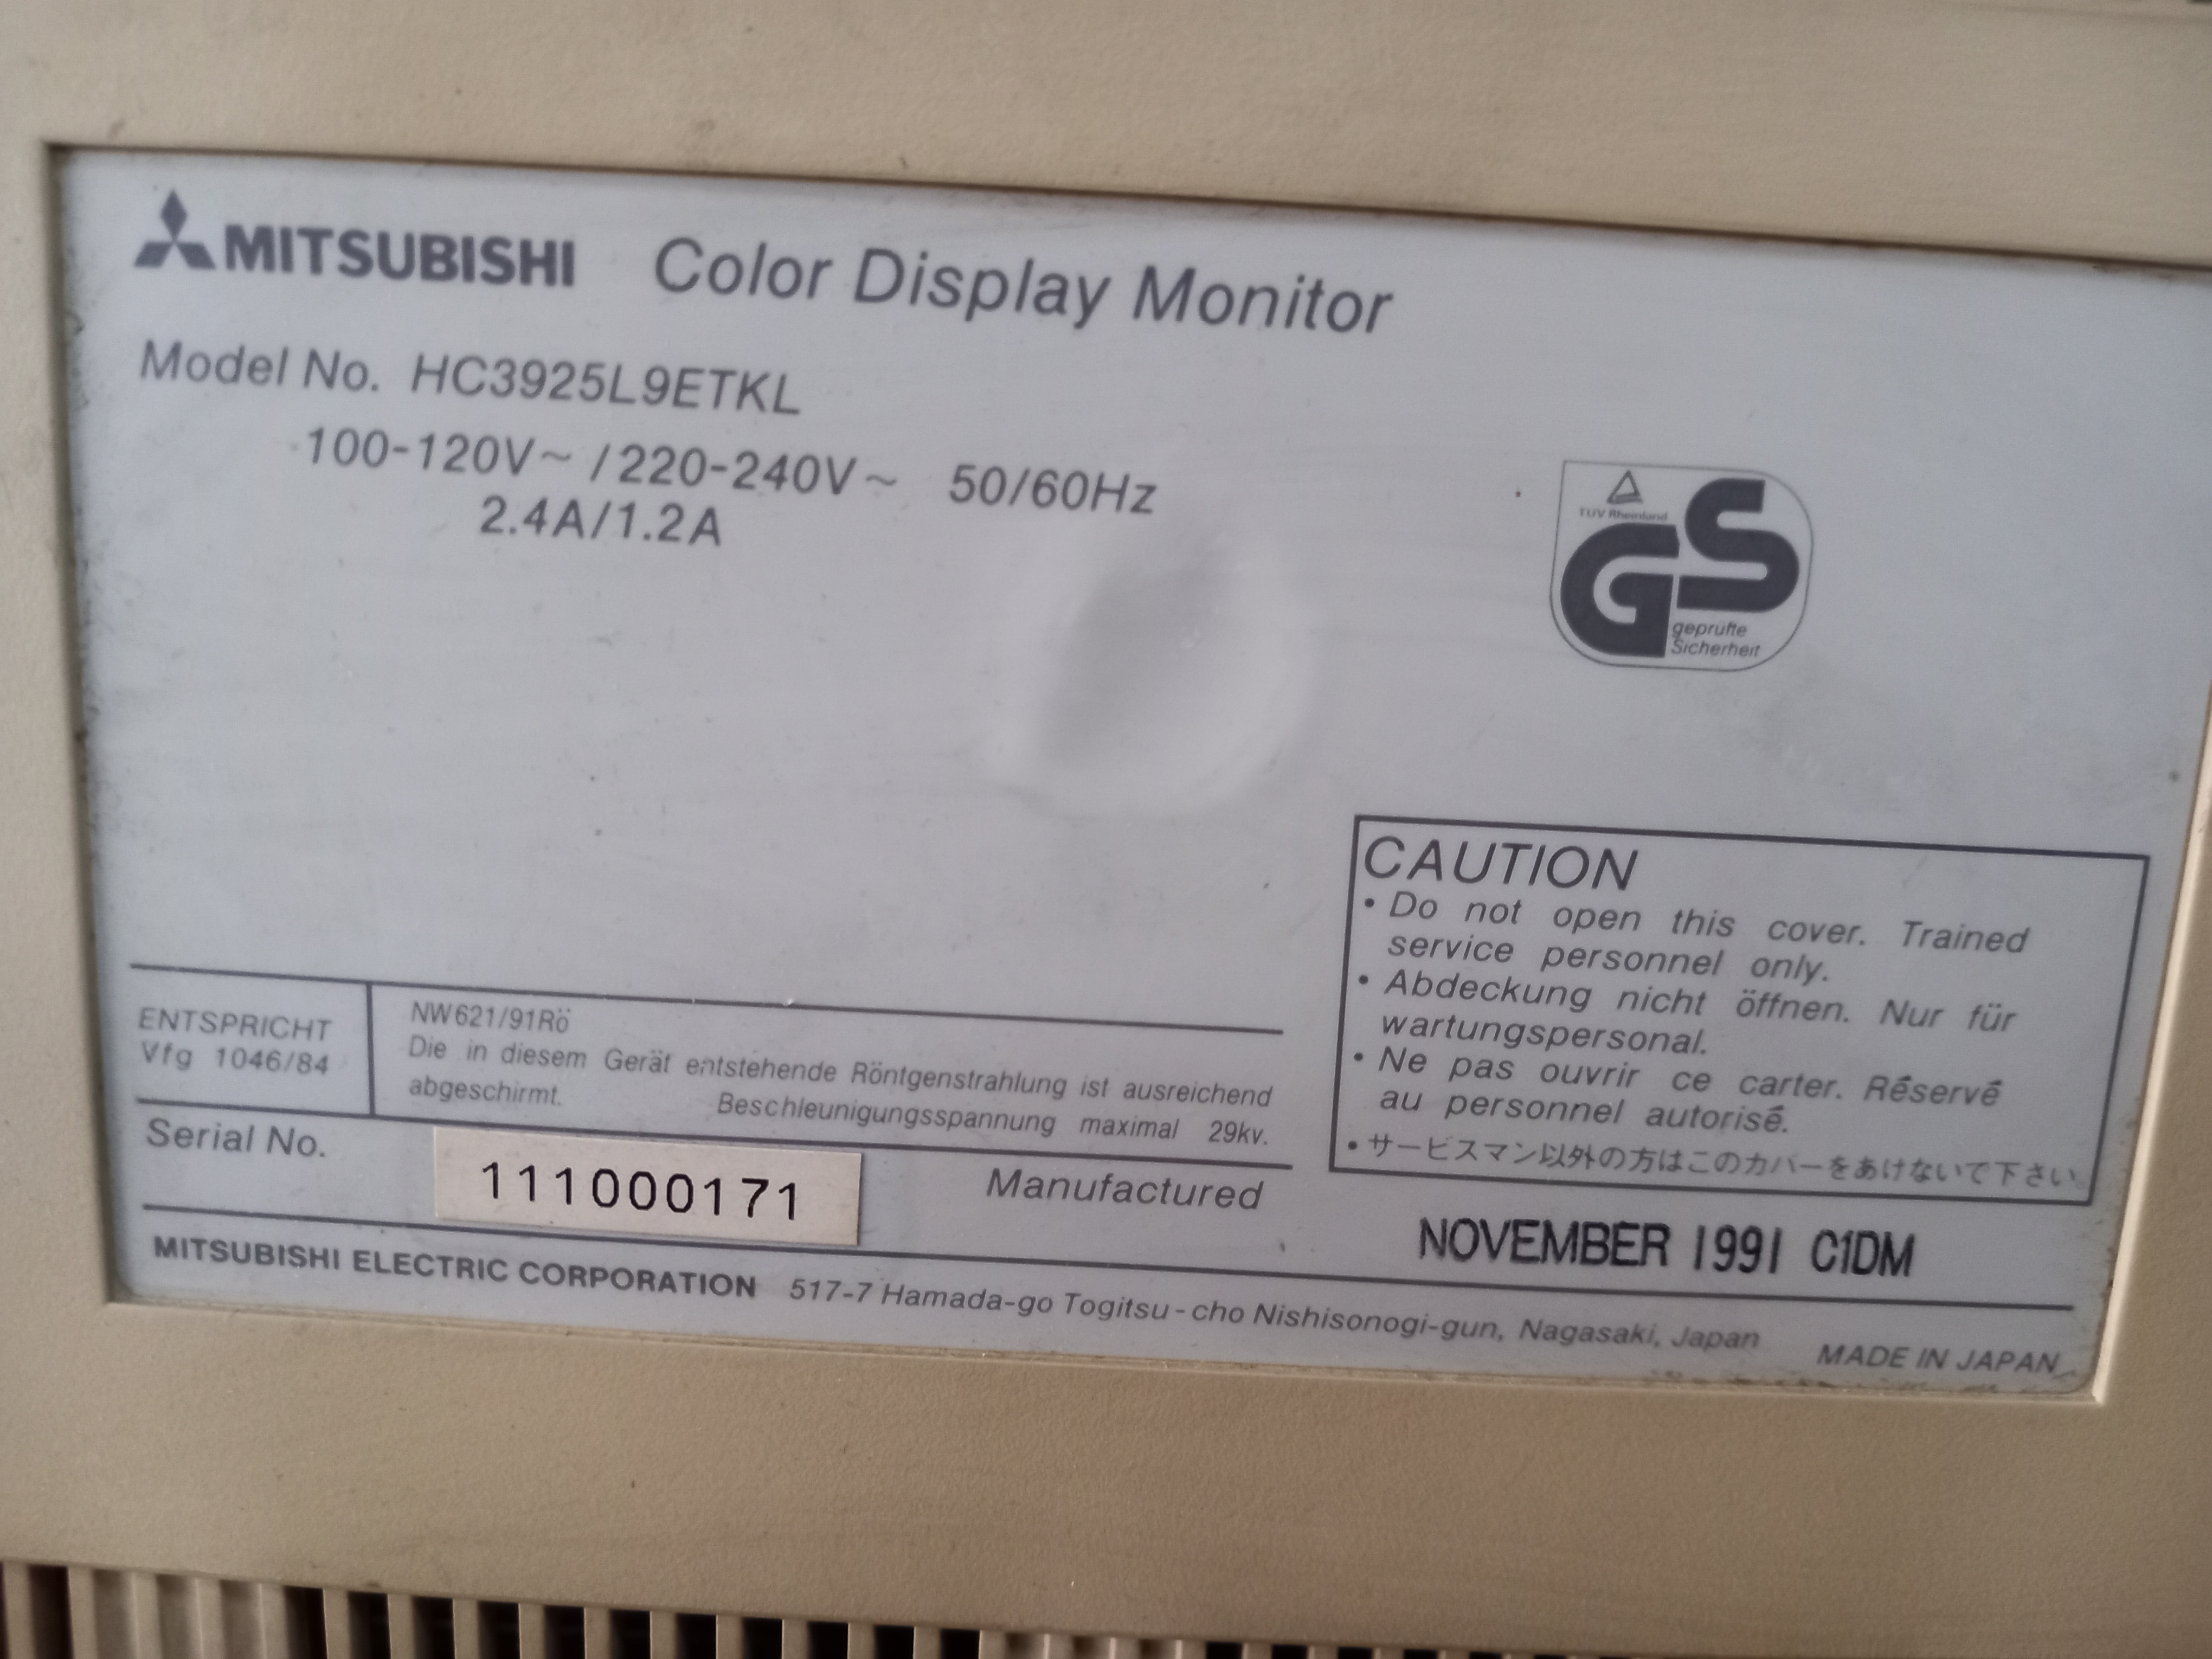 MITSUBISHI Color Display Monitor
Model No. HC3925L9ETKL
100-120V~ /220-240V~ 50/60Hz
2.4A/1.2A
TÜV Rheinland
GS
geprüfte
Sicherheit
CAUTION
• Do not open this cover. Trained
service personnel only.
• Abdeckung nicht öffnen. Nur für
wartungspersonal.
• Ne pas ouvrir ce carter. Réservé
au personnel autorisé.
• サービスマン以外の方はこのカバーをあけないで下さい
ENTSPRICHT
Vfg 1046/84
NW621/91Rö
Die in diesem Gerät entstehende Röntgenstrahlung ist ausreichend
abgeschirmt. Beschleunigungsspannung maximal 29kv.
Serial No. 111000171 Manufactured NOVEMBER 1991 C1DM
MITSUBISHI ELECTRIC CORPORATION 517-7 Hamada-go Togitsu-cho Nishisonogi-gun, Nagasaki, Japan MADE IN JAPAN